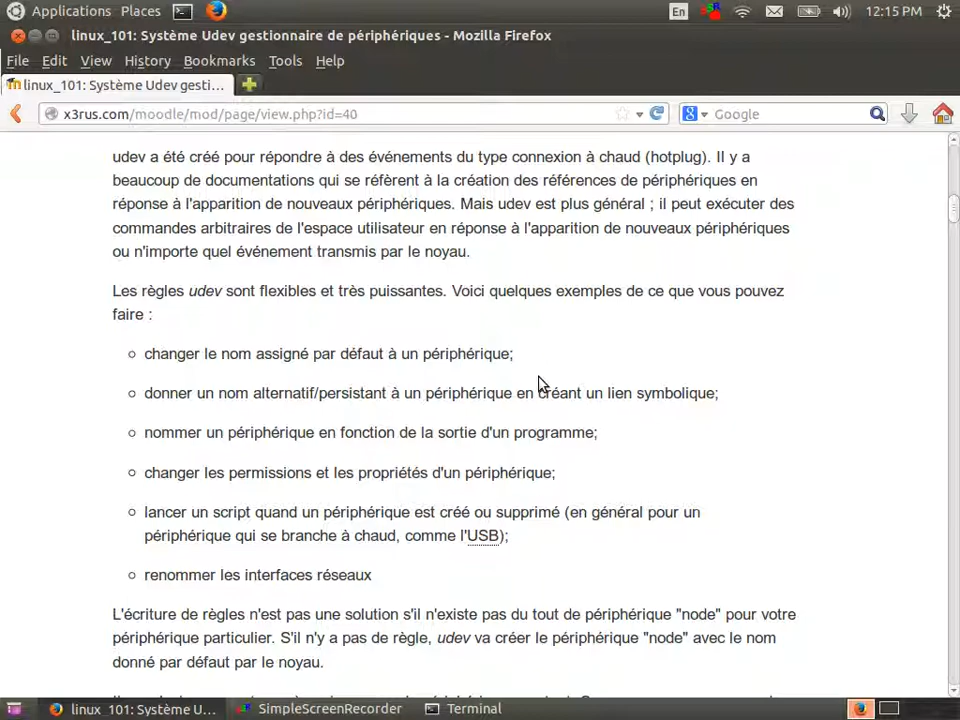 Applications Places En 12:15 PM
linux_101: Système Udev gestionnaire de périphériques - Mozilla Firefox
File Edit View History Bookmarks Tools Help
linux_101: Système Udev gesti...
x3rus.com/moodle/mod/page/view.php?id=40 Google
udev a été créé pour répondre à des événements du type connexion à chaud (hotplug). Il y a
beaucoup de documentations qui se réfèrent à la création des références de périphériques en
réponse à l'apparition de nouveaux périphériques. Mais udev est plus général ; il peut exécuter des
commandes arbitraires de l'espace utilisateur en réponse à l'apparition de nouveaux périphériques
ou n'importe quel événement transmis par le noyau.
Les règles udev sont flexibles et très puissantes. Voici quelques exemples de ce que vous pouvez
faire :
changer le nom assigné par défaut à un périphérique;
donner un nom alternatif/persistant à un périphérique en créant un lien symbolique;
nommer un périphérique en fonction de la sortie d'un programme;
changer les permissions et les propriétés d'un périphérique;
lancer un script quand un périphérique est créé ou supprimé (en général pour un
périphérique qui se branche à chaud, comme l'USB);
renommer les interfaces réseaux
L'écriture de règles n'est pas une solution s'il n'existe pas du tout de périphérique "node" pour votre
périphérique particulier. S'il n'y a pas de règle, udev va créer le périphérique "node" avec le nom
donné par défaut par le noyau.
linux_101: Système U... SimpleScreenRecorder Terminal